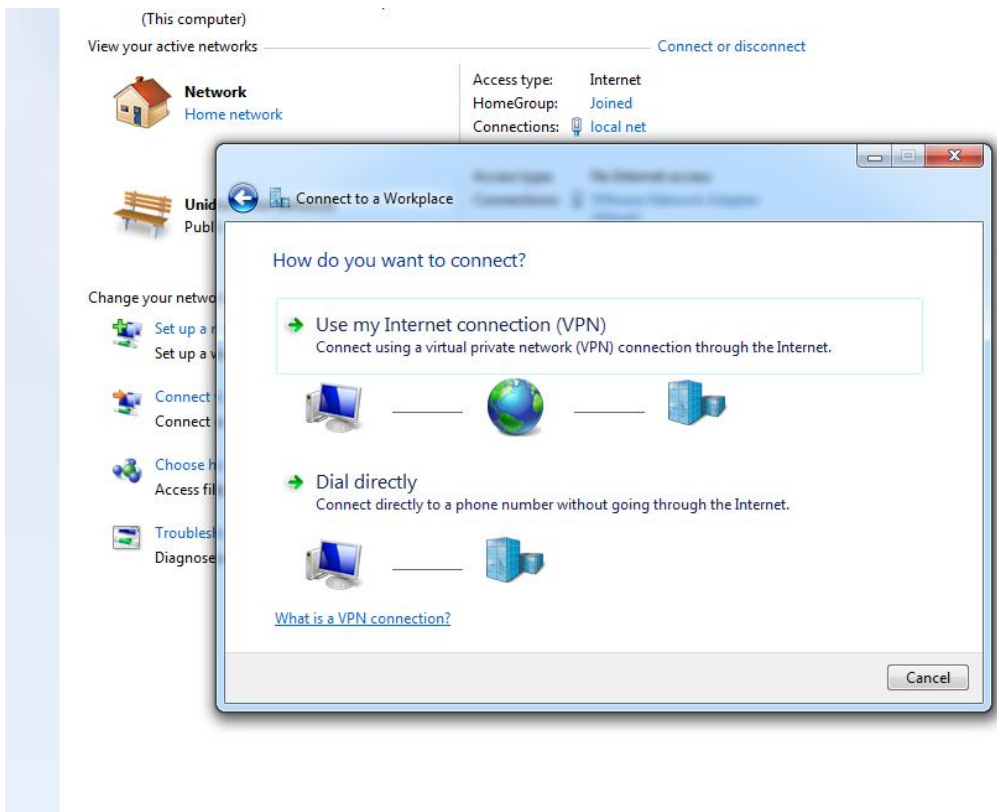 (This computer)
View your active networks
Connect or disconnect
Network
Home network
Access type: Internet
HomeGroup: Joined
Connections: local net
Unid
Publ
Connect to a Workplace
How do you want to connect?
Use my Internet connection (VPN)
Connect using a virtual private network (VPN) connection through the Internet.
Dial directly
Connect directly to a phone number without going through the Internet.
What is a VPN connection?
Cancel
Change your netwo
Set up a
Set up a
Connect
Connect
Choose h
Access fil
Troublesh
Diagnose